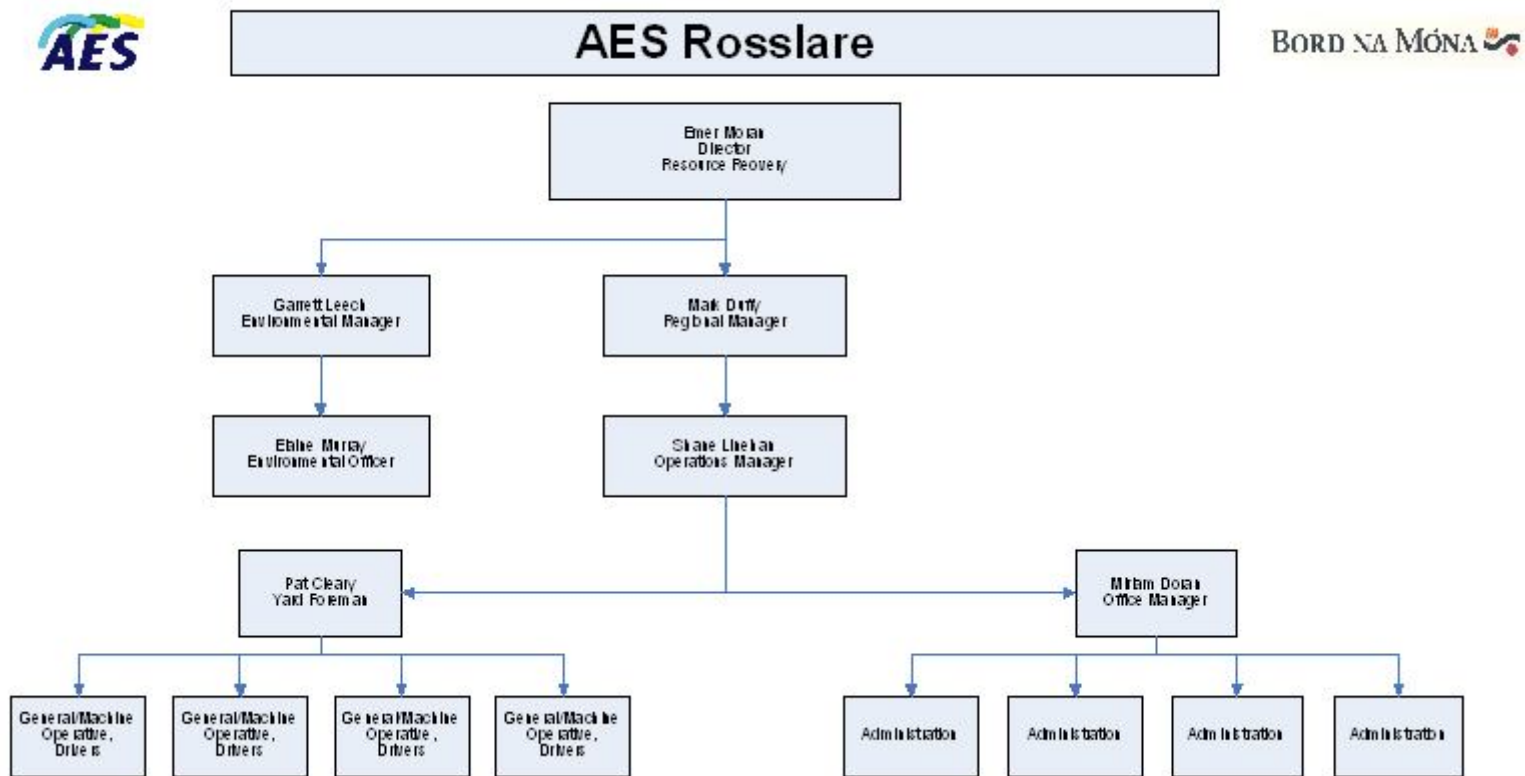 AES
AES Rosslare
BORD NA MÓNA
Emer Moran
Director
Resource Recovery
Garrett Leech
Environmental Manager
Mark Duffy
Regional Manager
Elaine Murray
Environmental Officer
Shane Linehan
Operations Manager
Pat Cleary
Yard Foreman
Miriam Doran
Office Manager
General/Machine
Operative,
Drivers
General/Machine
Operative,
Drivers
General/Machine
Operative,
Drivers
General/Machine
Operative,
Drivers
Administration
Administration
Administration
Administration